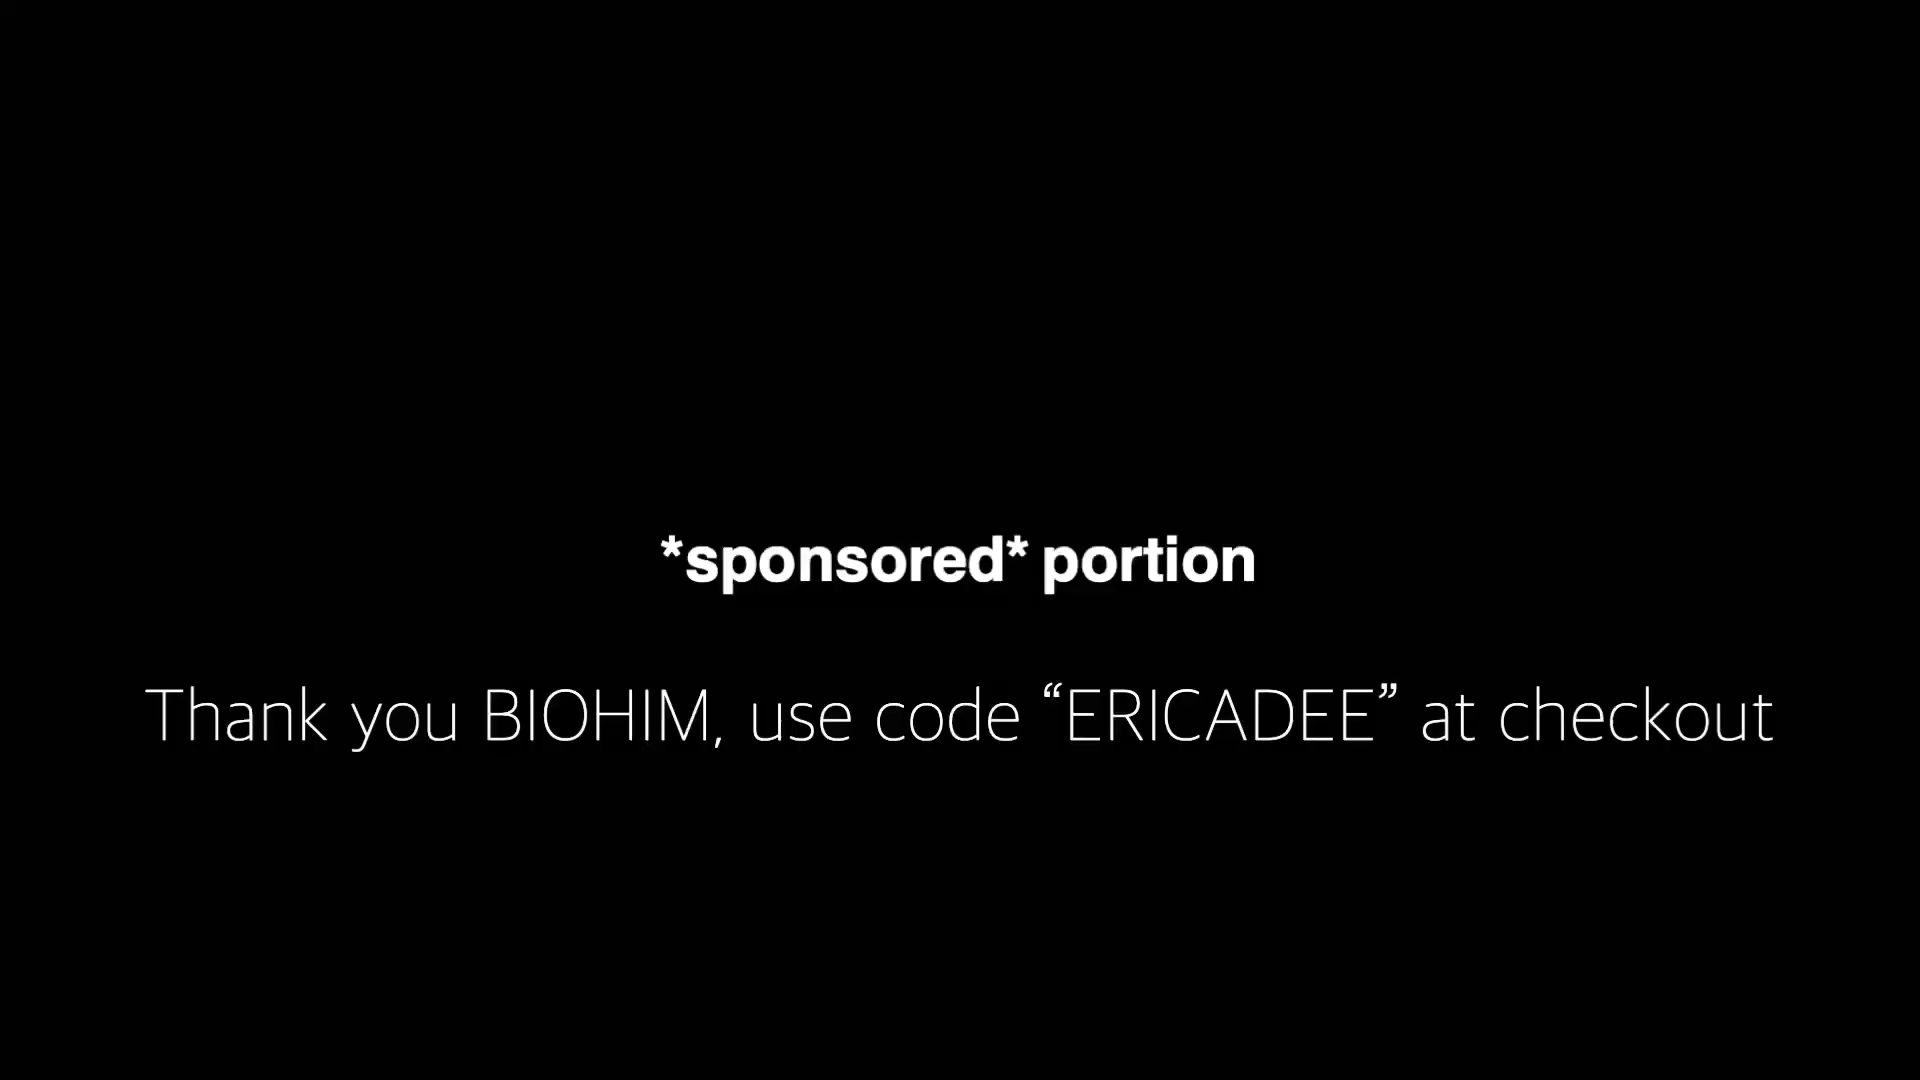 *sponsored* portion
Thank you BIOHIM, use code “ERICADEE” at checkout